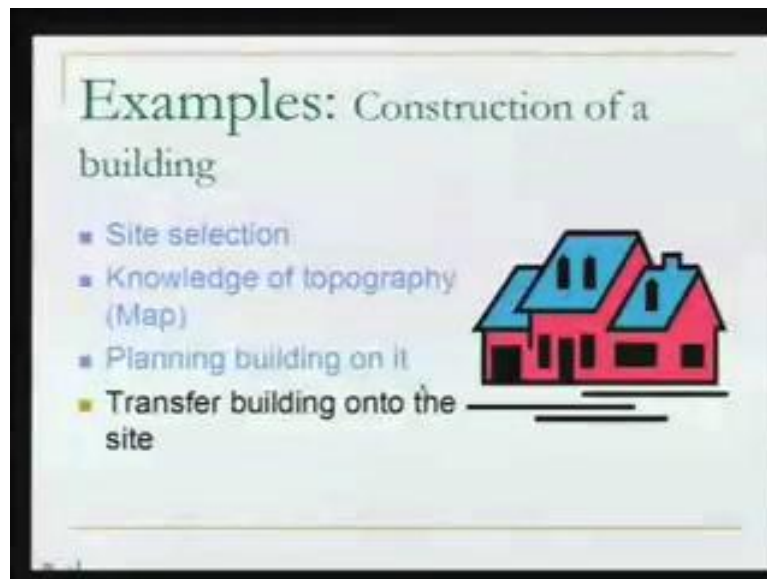 Examples: Construction of a
building
Site selection
Knowledge of topography
(Map)
Planning building on it
Transfer building onto the
site